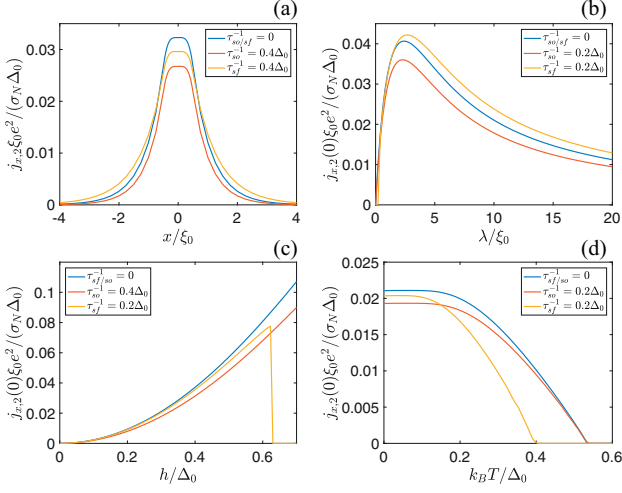 (a)
τ_{so/sf}^{-1} = 0
τ_{so}^{-1} = 0.4Δ_0
τ_{sf}^{-1} = 0.4Δ_0
j_{x,2}ξ_0e^2/(σ_NΔ_0)
0.03
0.02
0.01
0
-4 -2 0 2 4
x/ξ_0
(b)
τ_{so/sf}^{-1} = 0
τ_{so}^{-1} = 0.2Δ_0
τ_{sf}^{-1} = 0.2Δ_0
j_{x,2}(0)ξ_0e^2/(σ_NΔ_0)
0.04
0.03
0.02
0.01
0
0 5 10 15 20
λ/ξ_0
(c)
τ_{sf/so}^{-1} = 0
τ_{so}^{-1} = 0.4Δ_0
τ_{sf}^{-1} = 0.2Δ_0
j_{x,2}(0)ξ_0e^2/(σ_NΔ_0)
0.1
0.08
0.06
0.04
0.02
0
0 0.2 0.4 0.6
h/Δ_0
(d)
τ_{sf/so}^{-1} = 0
τ_{so}^{-1} = 0.2Δ_0
τ_{sf}^{-1} = 0.2Δ_0
j_{x,2}(0)ξ_0e^2/(σ_NΔ_0)
0.025
0.02
0.015
0.01
0.005
0
0 0.2 0.4 0.6
k_BT/Δ_0